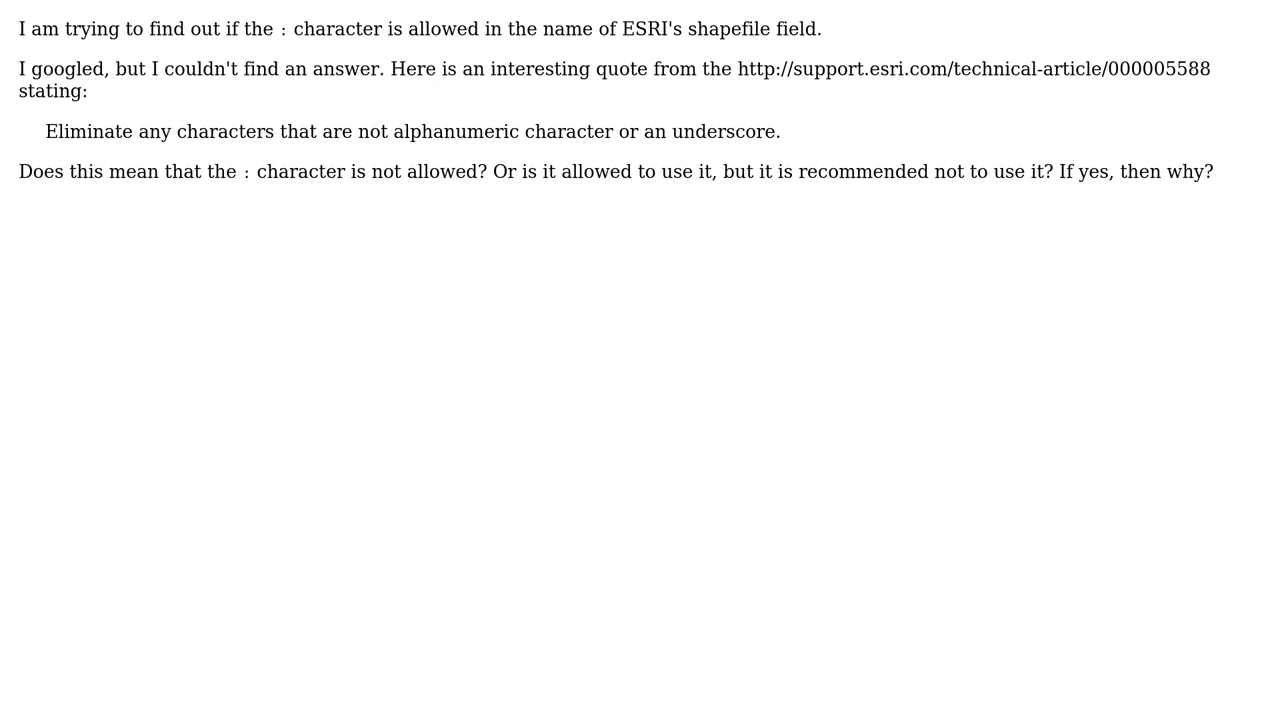 I am trying to find out if the : character is allowed in the name of ESRI's shapefile field.
I googled, but I couldn't find an answer. Here is an interesting quote from the http://support.esri.com/technical-article/000005588
stating:
Eliminate any characters that are not alphanumeric character or an underscore.
Does this mean that the : character is not allowed? Or is it allowed to use it, but it is recommended not to use it? If yes, then why?